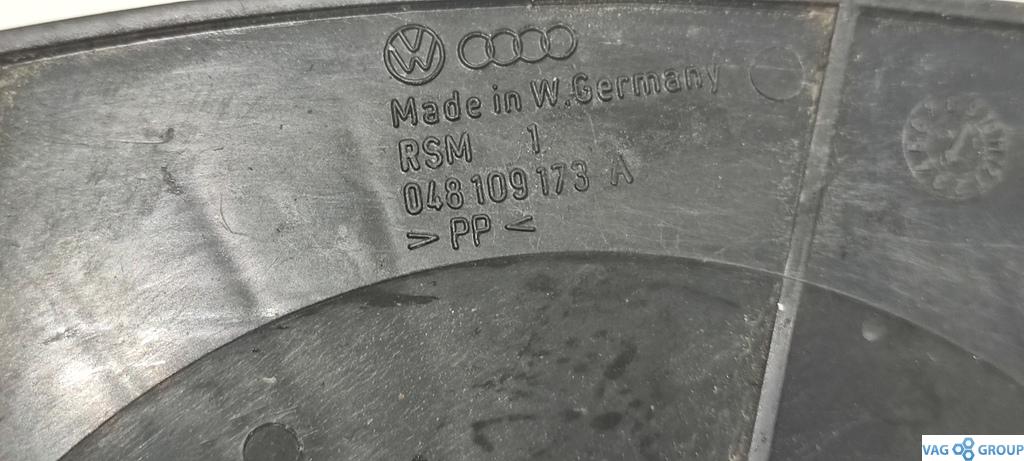 Made in W.Germany
RSM 1
048 109 173 A
> PP <
VAG GROUP